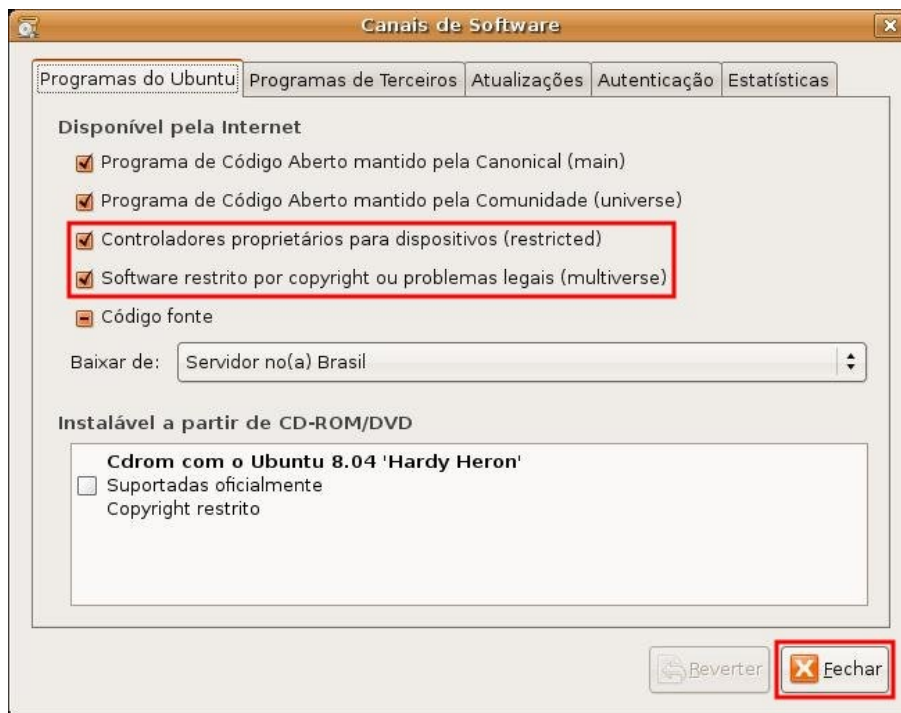 Canais de Software
Programas do Ubuntu Programas de Terceiros Atualizações Autenticação Estatísticas
Disponível pela Internet
Programa de Código Aberto mantido pela Canonical (main)
Programa de Código Aberto mantido pela Comunidade (universe)
Controladores proprietários para dispositivos (restricted)
Software restrito por copyright ou problemas legais (multiverse)
Código fonte
Baixar de: Servidor no(a) Brasil
Instalável a partir de CD-ROM/DVD
Cdrom com o Ubuntu 8.04 'Hardy Heron'
Suportadas oficialmente
Copyright restrito
Reverter Fechar